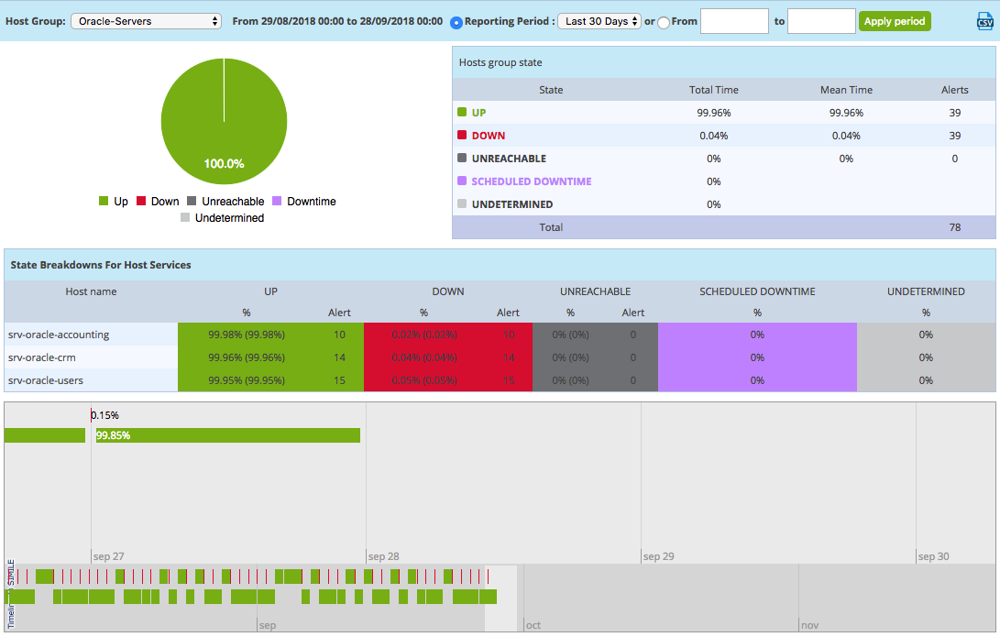 Host Group: Oracle-Servers From 29/08/2018 00:00 to 28/09/2018 00:00 Reporting Period : Last 30 Days or From to Apply period CSV
Hosts group state
State Total Time Mean Time Alerts
UP 99.96% 99.96% 39
DOWN 0.04% 0.04% 39
UNREACHABLE 0% 0% 0
SCHEDULED DOWNTIME 0%
UNDETERMINED 0%
Total 78
100.0%
Up Down Unreachable Downtime
Undetermined
State Breakdowns For Host Services
Host name UP DOWN UNREACHABLE SCHEDULED DOWNTIME UNDETERMINED
% Alert % Alert % Alert % %
srv-oracle-accounting 99.98% (99.98%) 10 0.02% (0.02%) 10 0% (0%) 0 0% 0%
srv-oracle-crm 99.96% (99.96%) 14 0.04% (0.04%) 14 0% (0%) 0 0% 0%
srv-oracle-users 99.95% (99.95%) 15 0.05% (0.05%) 15 0% (0%) 0 0% 0%
0.15%
99.85%
sep 27 sep 28 sep 29 sep 30
Timeline SIMILE
sep oct nov